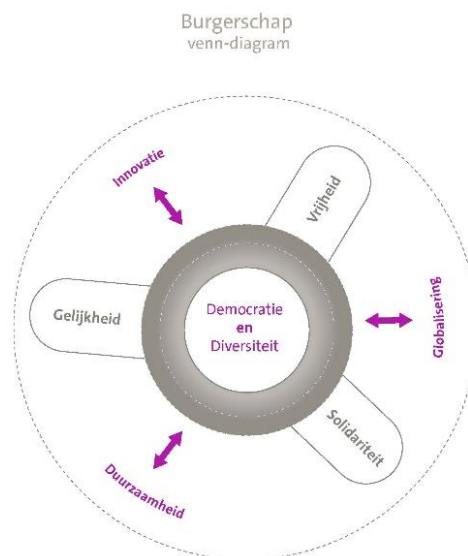 Burgerschap
venn-diagram
Innovatie
Vrijheid
Gelijkheid
Democratie
en
Diversiteit
Globalisering
Solidariteit
Duurzaamheid